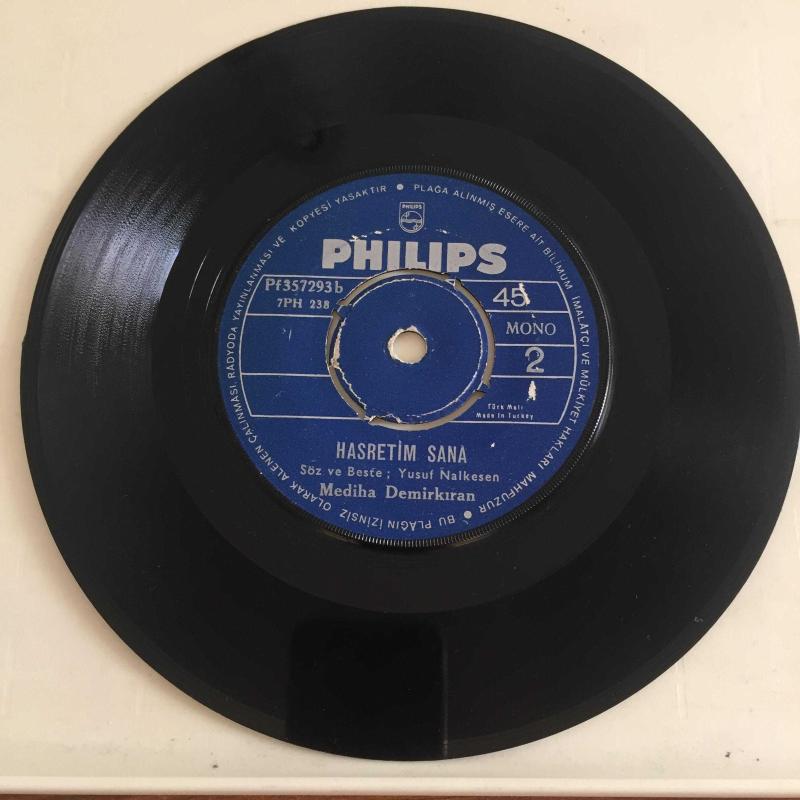 PLAĞA ALINMIŞ ESERE AİT BİLUMUM İMALATÇI VE MÜLKİYET HAKLARI MAHFUZUR ● BU PLAĞIN İZİNSİZ OLARAK ALENEN ÇALINMASI, RADYODA YAYINLANMASI VE KOPYESİ YASAKTIR ●
PHILIPS
PHILIPS
Pf357293b
7PH 238
45
MONO
2
Türk Malı
Made In Turkey
HASRETİM SANA
Söz ve Beste ; Yusuf Nalkesen
Mediha Demirkıran